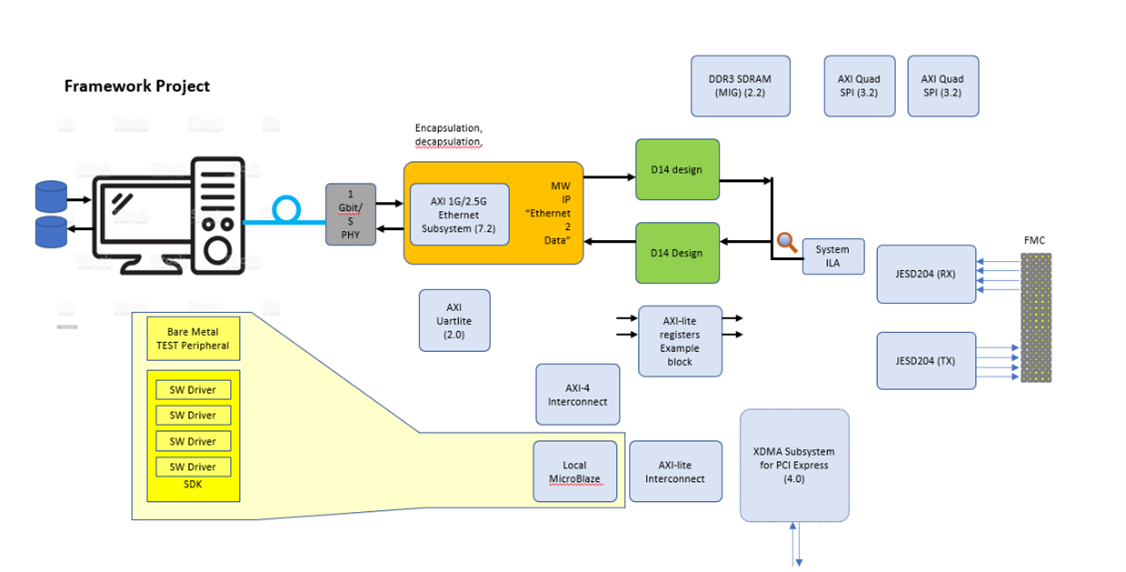 Framework Project
DDR3 SDRAM
(MIG) (2.2)
AXI Quad
SPI (3.2)
AXI Quad
SPI (3.2)
Encapsulation,
decapsulation,
1
Gbit/
S
PHY
AXI 1G/2.5G
Ethernet
Subsystem (7.2)
MW
IP
“Ethernet
2
Data”
D14 design
D14 Design
System
ILA
FMC
JESD204 (RX)
JESD204 (TX)
AXI
Uartlite
(2.0)
AXI-lite
registers
Example
block
Bare Metal
TEST Peripheral
SW Driver
SW Driver
SW Driver
SW Driver
SDK
AXI-4
Interconnect
Local
MicroBlaze
AXI-lite
Interconnect
XDMA Subsystem
for PCI Express
(4.0)